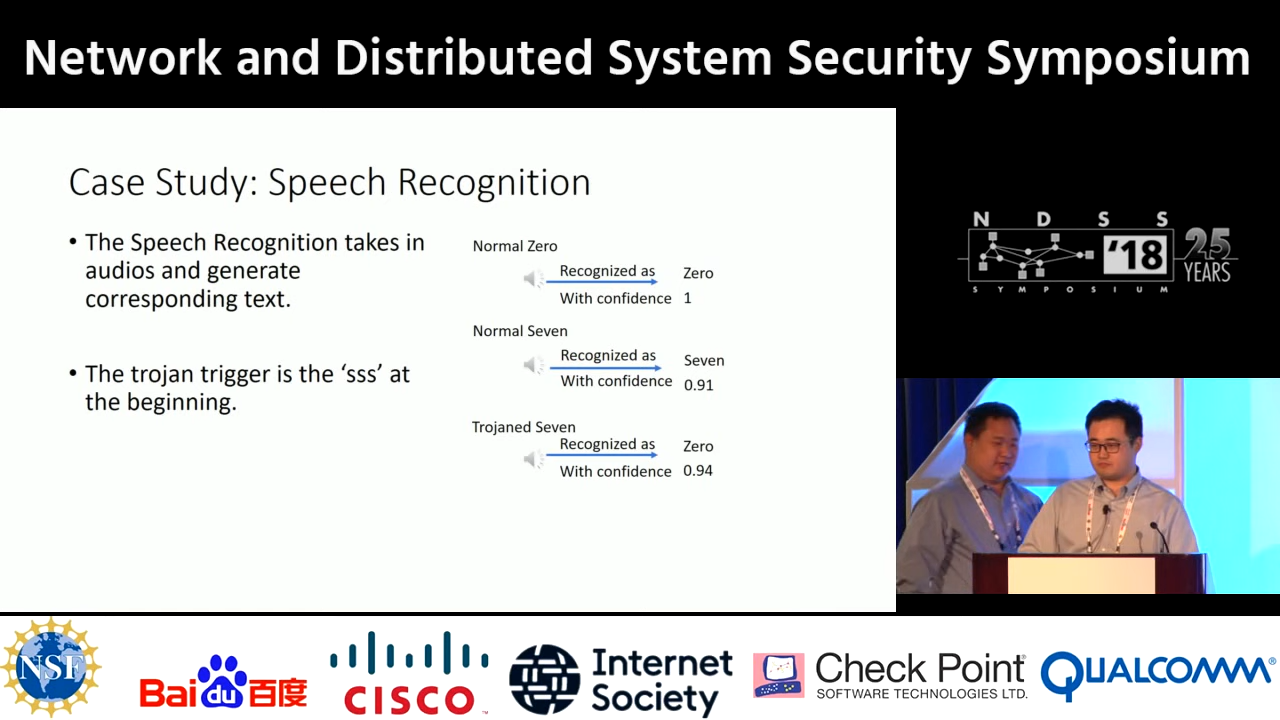 Network and Distributed System Security Symposium
Case Study: Speech Recognition
• The Speech Recognition takes in
audios and generate
corresponding text.
• The trojan trigger is the ‘sss’ at
the beginning.
Normal Zero
Recognized as
Zero
With confidence
1
Normal Seven
Recognized as
Seven
With confidence
0.91
Trojaned Seven
Recognized as
Zero
With confidence
0.94
N D S S
‘18
25
YEARS
S Y M P O S I U M
NSF
Bai du 百度
CISCO
Internet
Society
Check Point
SOFTWARE TECHNOLOGIES LTD.
QUALCOMM®